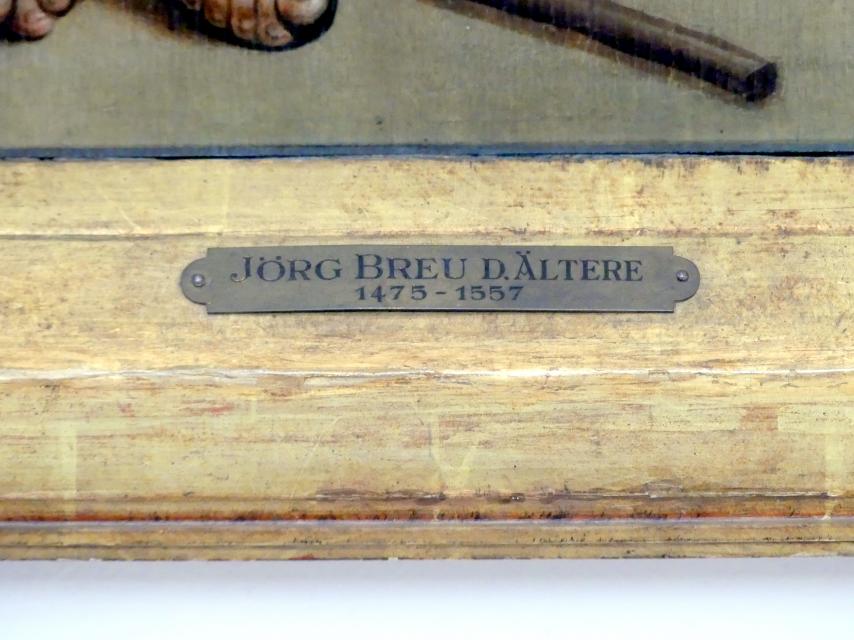 JÖRG BREU D. ÄLTERE
1475 - 1557